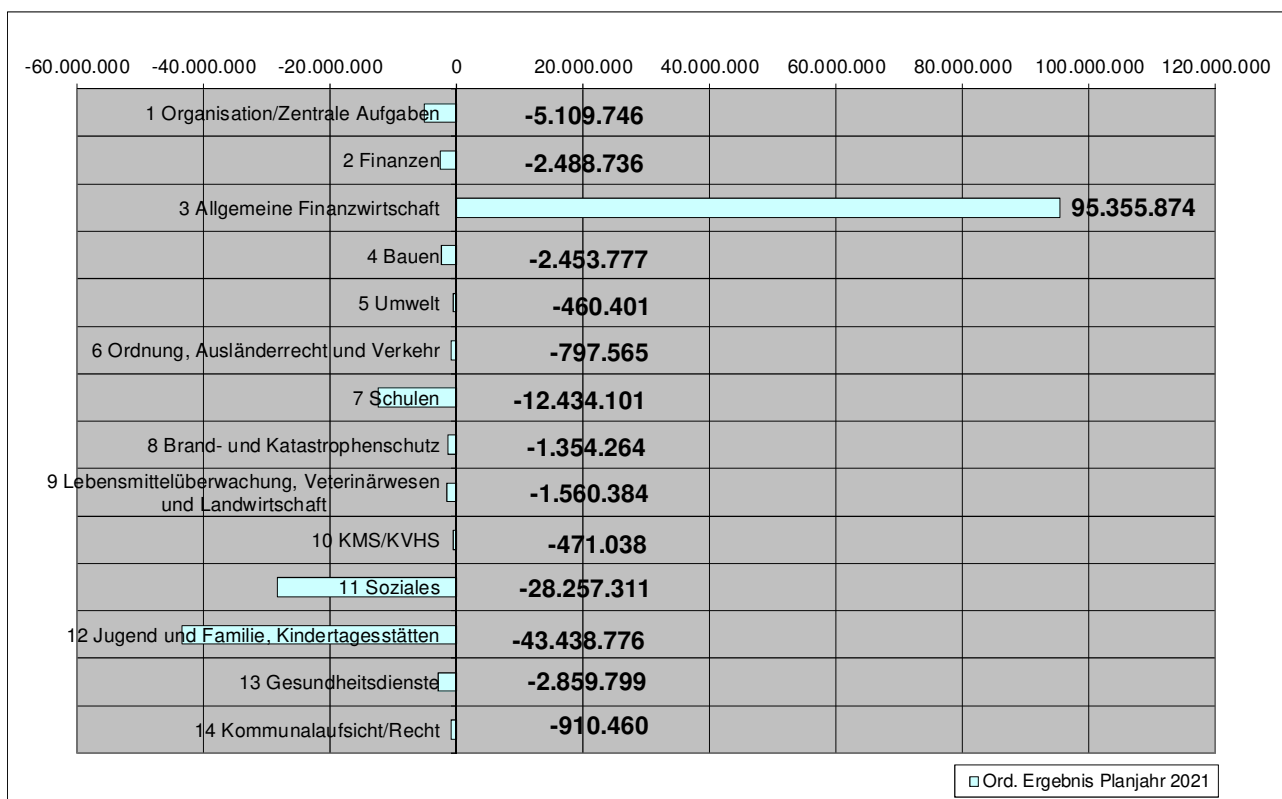 -60.000.000 -40.000.000 -20.000.000 0 20.000.000 40.000.000 60.000.000 80.000.000 100.000.000 120.000.000
1 Organisation/Zentrale Aufgaben -5.109.746
2 Finanzen -2.488.736
3 Allgemeine Finanzwirtschaft 95.355.874
4 Bauen -2.453.777
5 Umwelt -460.401
6 Ordnung, Ausländerrecht und Verkehr -797.565
7 Schulen -12.434.101
8 Brand- und Katastrophenschutz -1.354.264
9 Lebensmittelüberwachung, Veterinärwesen
und Landwirtschaft -1.560.384
10 KMS/KVHS -471.038
11 Soziales -28.257.311
12 Jugend und Familie, Kindertagesstätten -43.438.776
13 Gesundheitsdienste -2.859.799
14 Kommunalaufsicht/Recht -910.460
Ord. Ergebnis Planjahr 2021